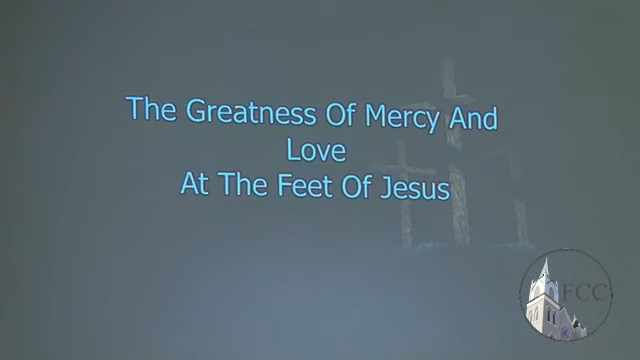 The Greatness Of Mercy And
Love
At The Feet Of Jesus
FCC